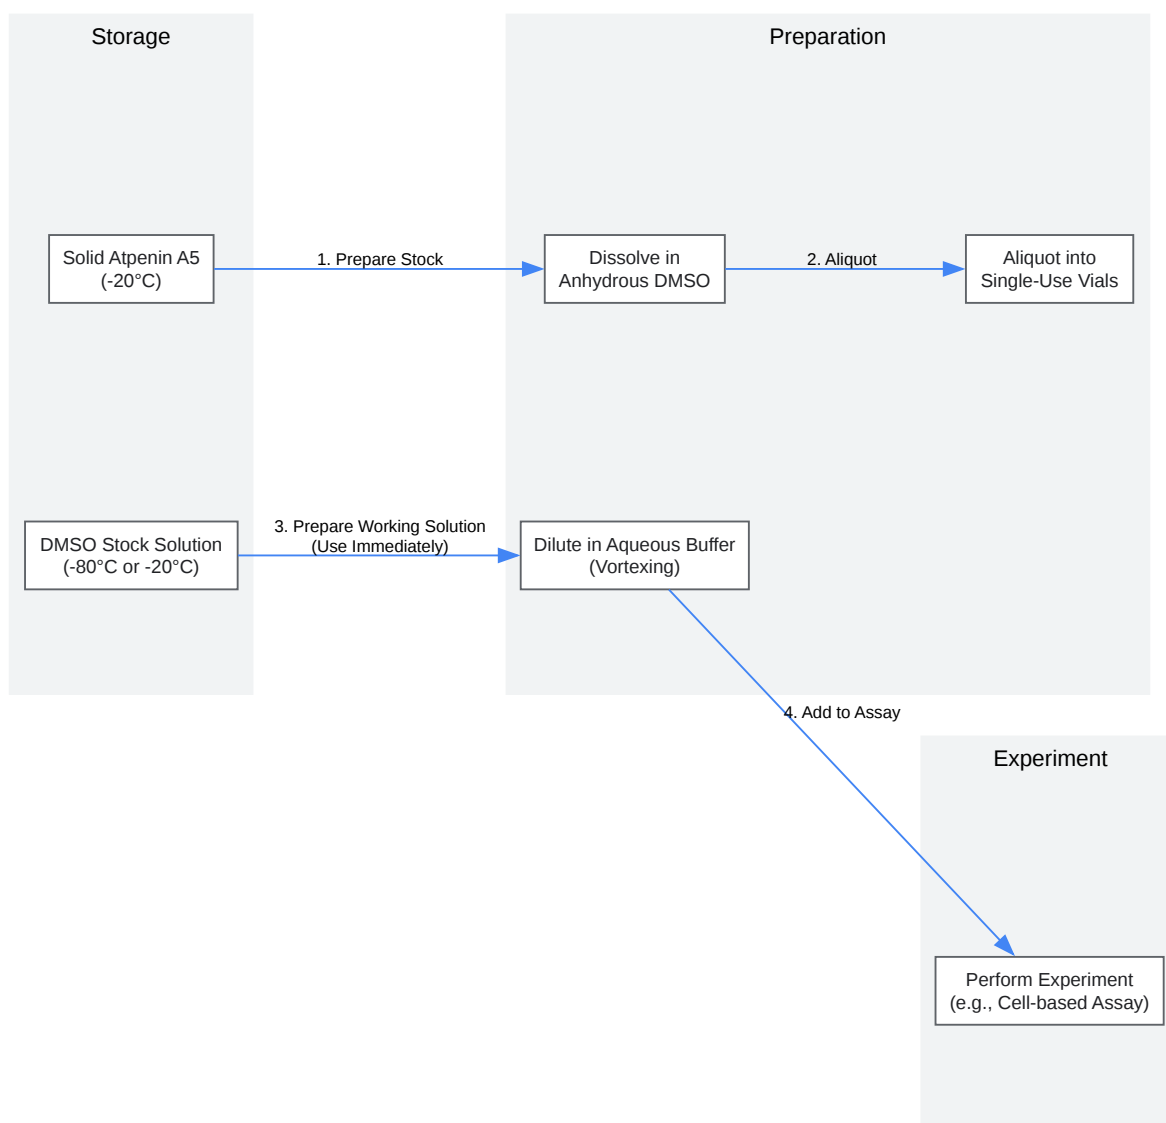 Storage
Preparation
Solid Atpenin A5
(-20°C)
1. Prepare Stock
Dissolve in
Anhydrous DMSO
2. Aliquot
Aliquot into
Single-Use Vials
DMSO Stock Solution
(-80°C or -20°C)
3. Prepare Working Solution
(Use Immediately)
Dilute in Aqueous Buffer
(Vortexing)
4. Add to Assay
Experiment
Perform Experiment
(e.g., Cell-based Assay)